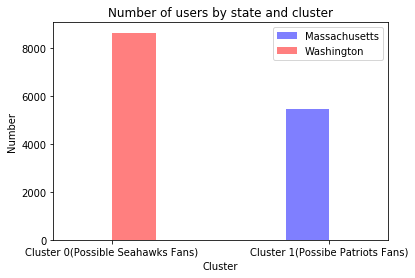 Number of users by state and cluster
Massachusetts
Washington
8000
6000
4000
2000
0
Number
Cluster 0(Possible Seahawks Fans)
Cluster 1(Possibe Patriots Fans)
Cluster